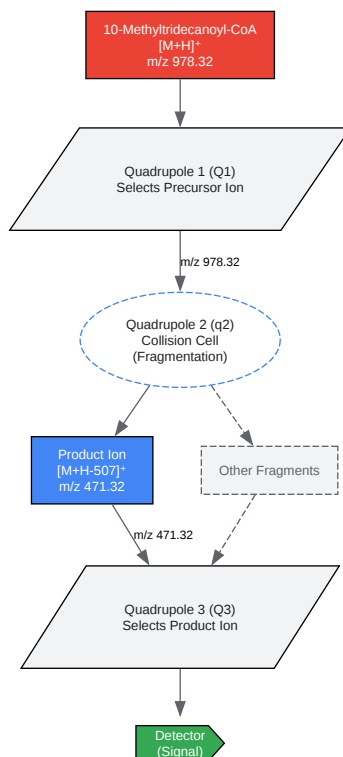 10-Methyltridecanoyl-CoA
[M+H]⁺
m/z 978.32
Quadrupole 1 (Q1)
Selects Precursor Ion
m/z 978.32
Quadrupole 2 (q2)
Collision Cell
(Fragmentation)
Product Ion
[M+H-507]⁺
m/z 471.32
Other Fragments
m/z 471.32
Quadrupole 3 (Q3)
Selects Product Ion
Detector
(Signal)